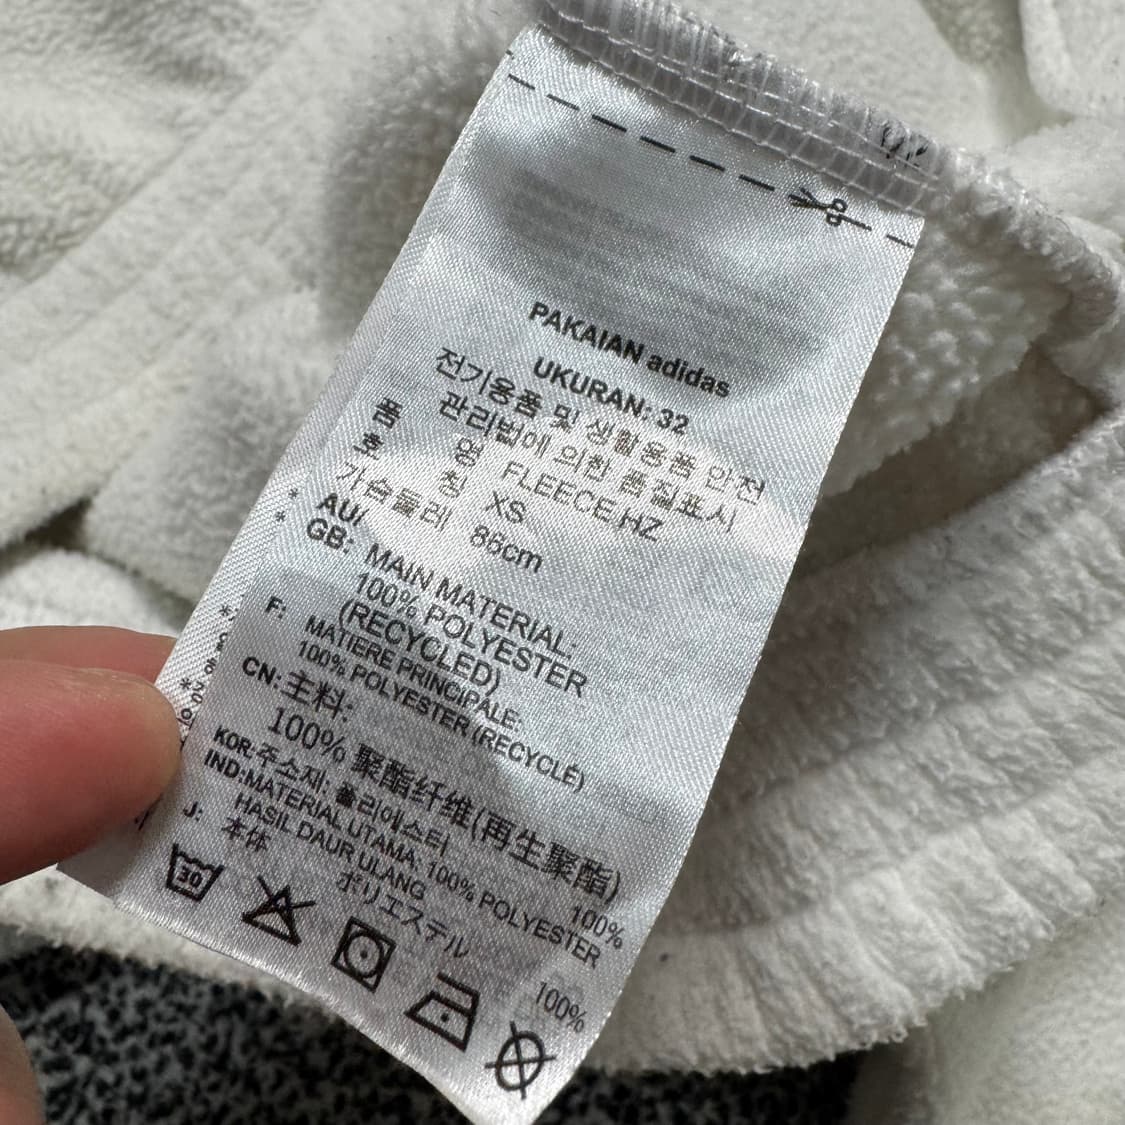 PAKAIAN adidas
UKURAN: 32
전기용품 및 생활용품 안전
관리법에 의한 품질표시
품 명 FLEECE HZ
호 칭 XS
가슴둘레 86cm
AU/
GB: MAIN MATERIAL:
100% POLYESTER
(RECYCLED)
F: MATIERE PRINCIPALE:
100% POLYESTER (RECYCLÉ)
CN: 主料:
100% 聚酯纤维(再生聚酯)
KOR: 주소재: 폴리에스터 100%
IND: MATERIAL UTAMA: 100% POLYESTER
HASIL DAUR ULANG
J: 本体
ポリエステル 100%
30